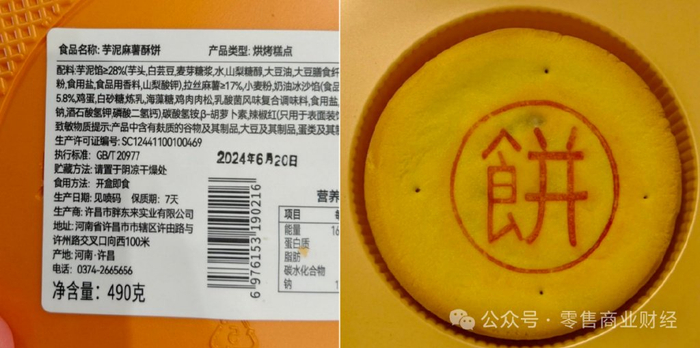 食品名称: 芋泥麻薯酥饼 产品类型: 烘烤糕点
配料: 芋泥馅≥28%(芋头,白芸豆,麦芽糖浆,水,山梨糖醇,大豆油,大豆膳食纤
粉,食用盐,食品用香料,山梨酸钾),拉丝麻薯≥17%,小麦粉,奶油冰沙馅(食品
5.8%,鸡蛋,白砂糖,炼乳,海藻糖,鸡肉肉松,乳酸菌风味复合调味料,食用盐,
钠,酒石酸氢钾,磷酸二氢钙),碳酸氢铵,β-胡萝卜素,辣椒红(只用于表面装饰
致敏物质提示: 产品中含有麸质的谷物及其制品,大豆及其制品,蛋类及其
生产许可证编号: SC12441100100469
执行标准: GB/T 20977
2024年6月20日
贮藏方法: 请置于阴凉干燥处
食用方法: 开盒即食
生产日期: 见喷码 保质期: 7天
生产商: 许昌市胖东来实业有限公司
地址: 河南省许昌市市辖区许由路与
许州路交叉口向西100米
产地: 河南·许昌
电话: 0374-2665656
净含量: 490克
6 976153 190216
营养
项目
能量 16
蛋白质
脂肪
碳水化合物
钠 1
餅
公众号·零售商业财经